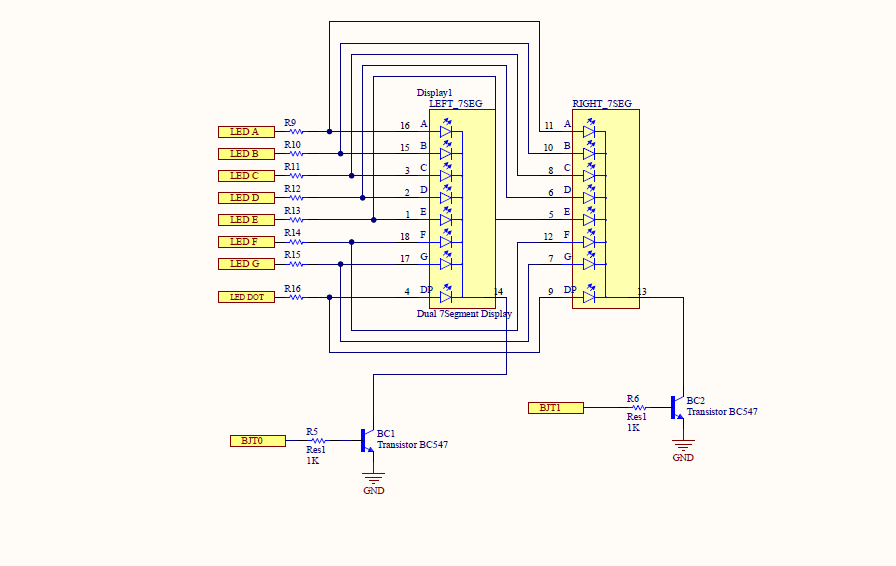 Display1
LEFT_7SEG
RIGHT_7SEG
LED A
R9
16
A
11
A
LED B
R10
15
B
10
B
LED C
R11
3
C
8
C
LED D
R12
2
D
6
D
LED E
R13
1
E
5
E
LED F
R14
18
F
12
F
LED G
R15
17
G
7
G
LED DOT
R16
4
DP
14
9
DP
13
Dual 7Segment Display
BJT1
R6
Res1
1K
BC2
Transistor BC547
GND
BJT0
R5
Res1
1K
BC1
Transistor BC547
GND